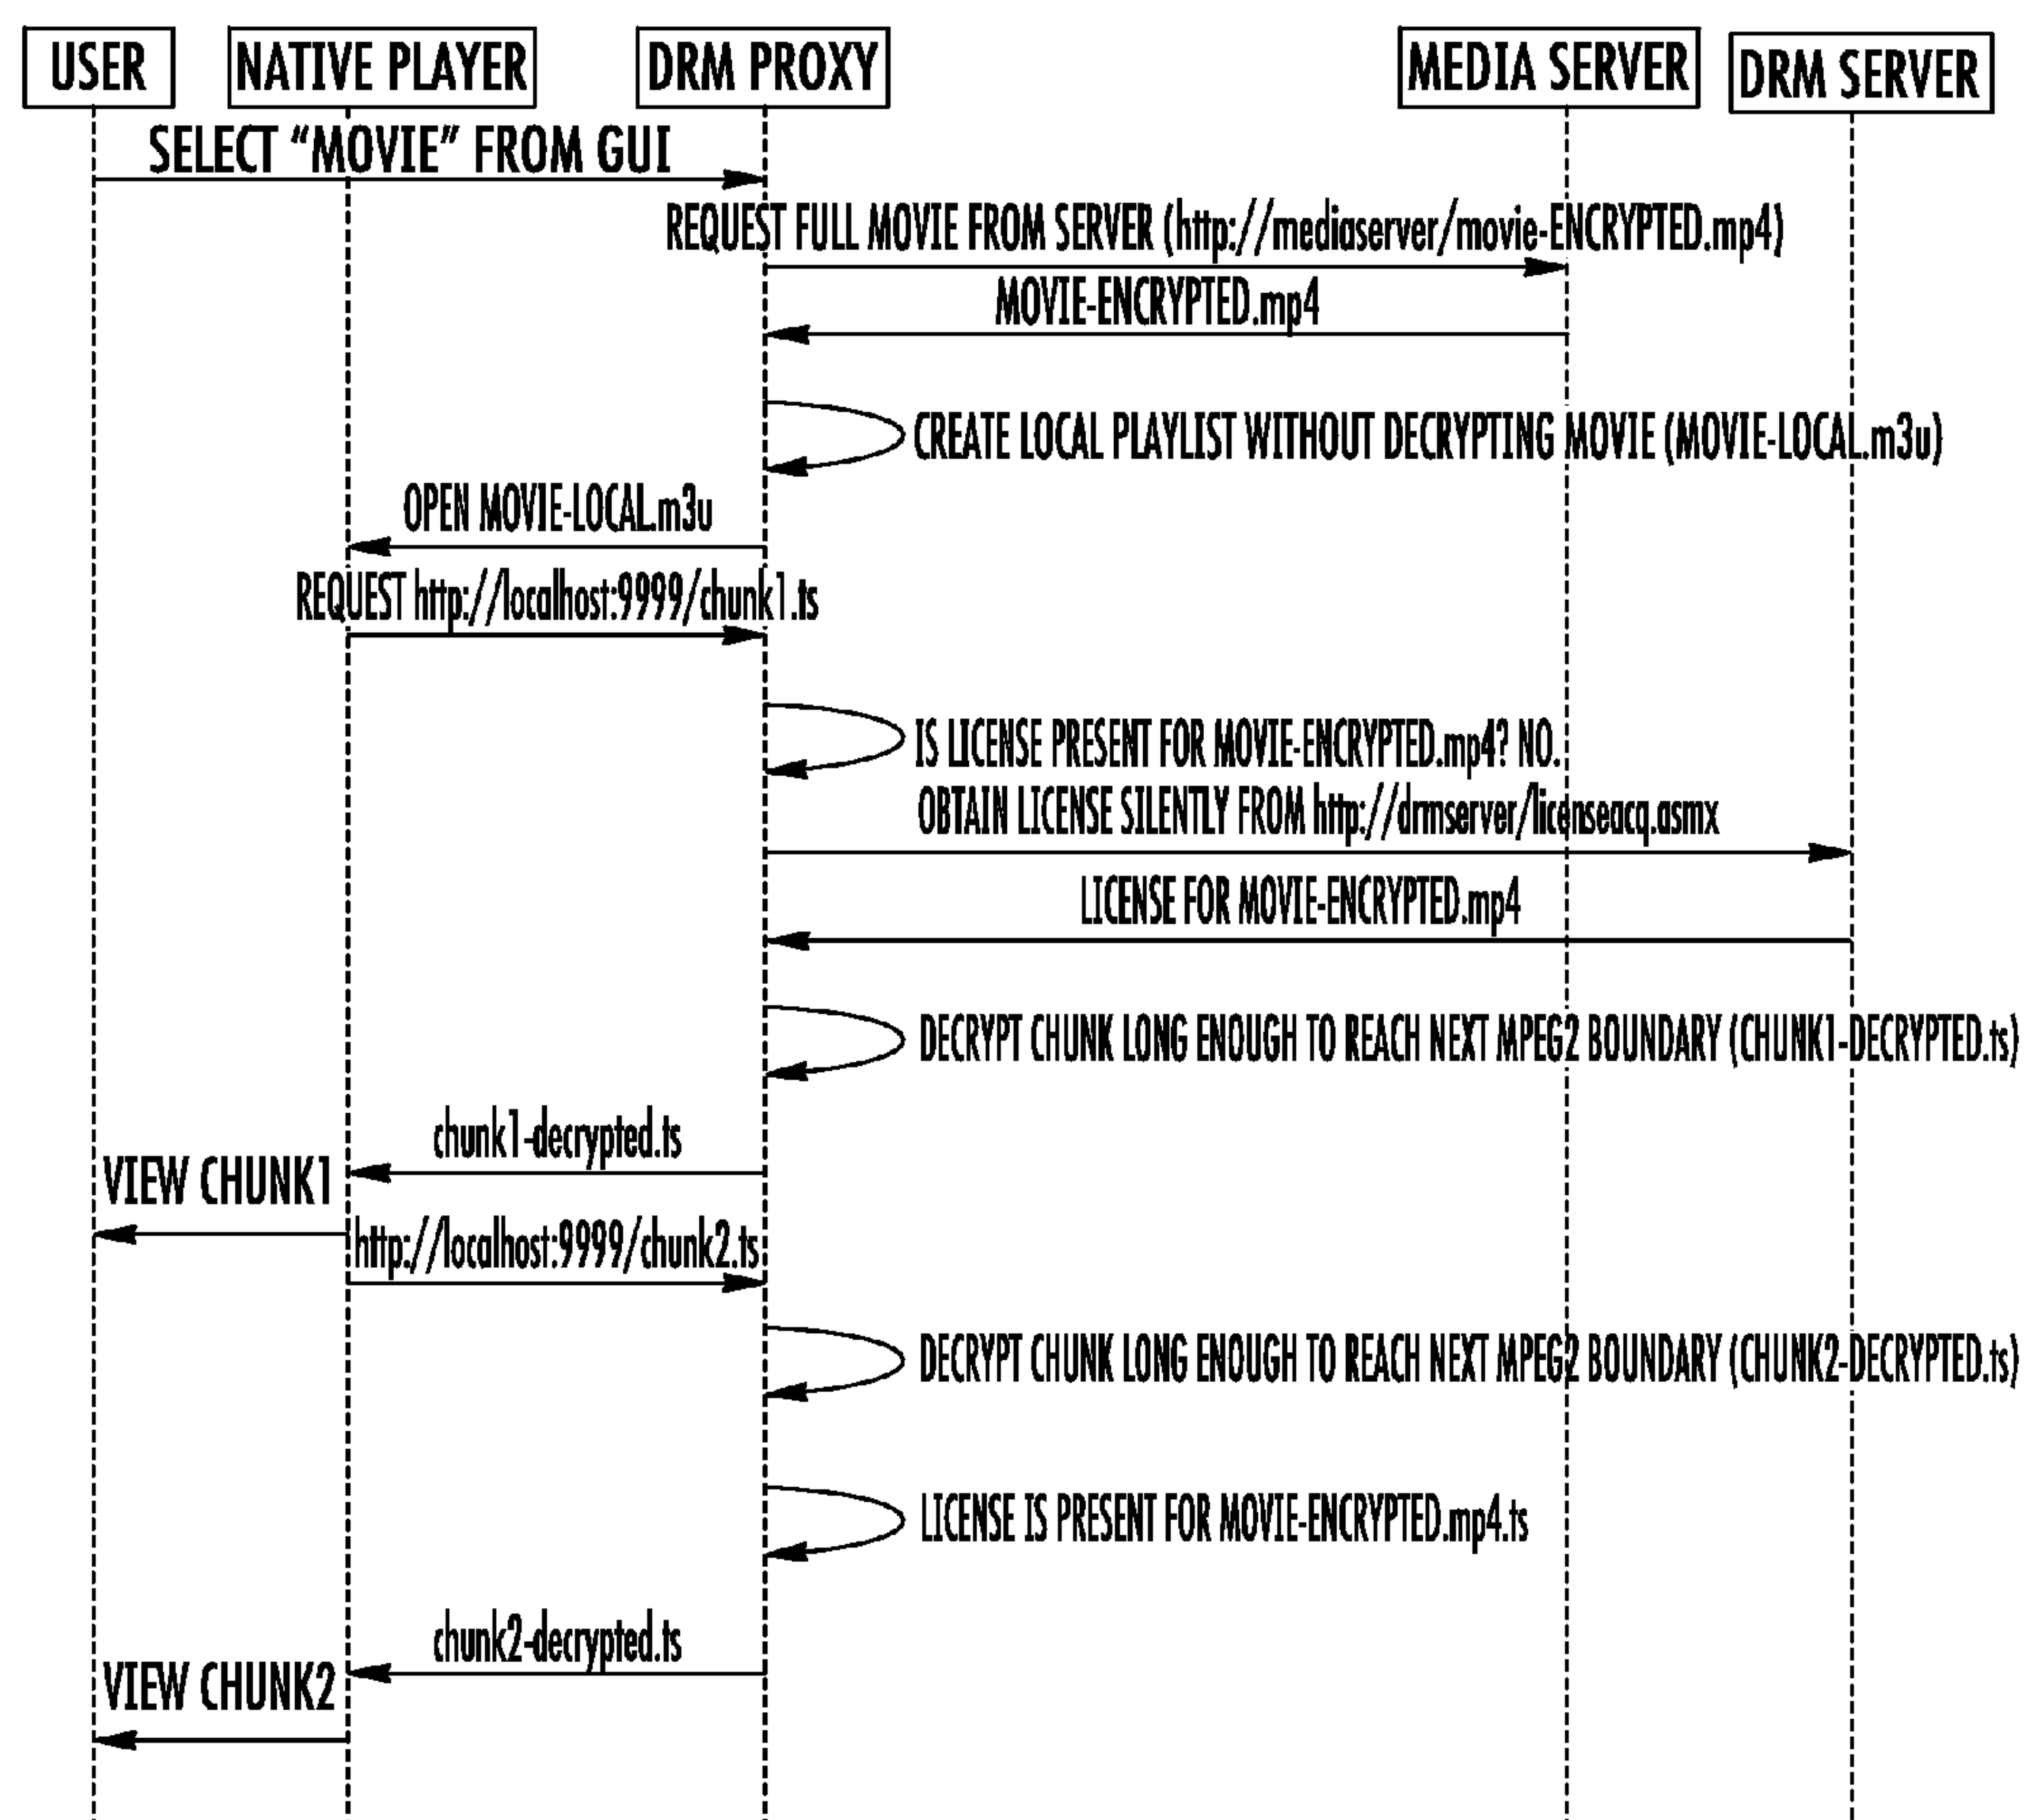 USER
NATIVE PLAYER
DRM PROXY
MEDIA SERVER
DRM SERVER
SELECT “MOVIE” FROM GUI
REQUEST FULL MOVIE FROM SERVER (http://mediaserver/movie-ENCRYPTED.mp4)
MOVIE-ENCRYPTED.mp4
CREATE LOCAL PLAYLIST WITHOUT DECRYPTING MOVIE (MOVIE-LOCAL.m3u)
OPEN MOVIE-LOCAL.m3u
REQUEST http://localhost:9999/chunk1.ts
IS LICENSE PRESENT FOR MOVIE-ENCRYPTED.mp4? NO.
OBTAIN LICENSE SILENTLY FROM http://drmserver/licenseacq.asmx
LICENSE FOR MOVIE-ENCRYPTED.mp4
DECRYPT CHUNK LONG ENOUGH TO REACH NEXT MPEG2 BOUNDARY (CHUNK1-DECRYPTED.ts)
chunk1-decrypted.ts
VIEW CHUNK1
http://localhost:9999/chunk2.ts
DECRYPT CHUNK LONG ENOUGH TO REACH NEXT MPEG2 BOUNDARY (CHUNK2-DECRYPTED.ts)
LICENSE IS PRESENT FOR MOVIE-ENCRYPTED.mp4.ts
chunk2-decrypted.ts
VIEW CHUNK2